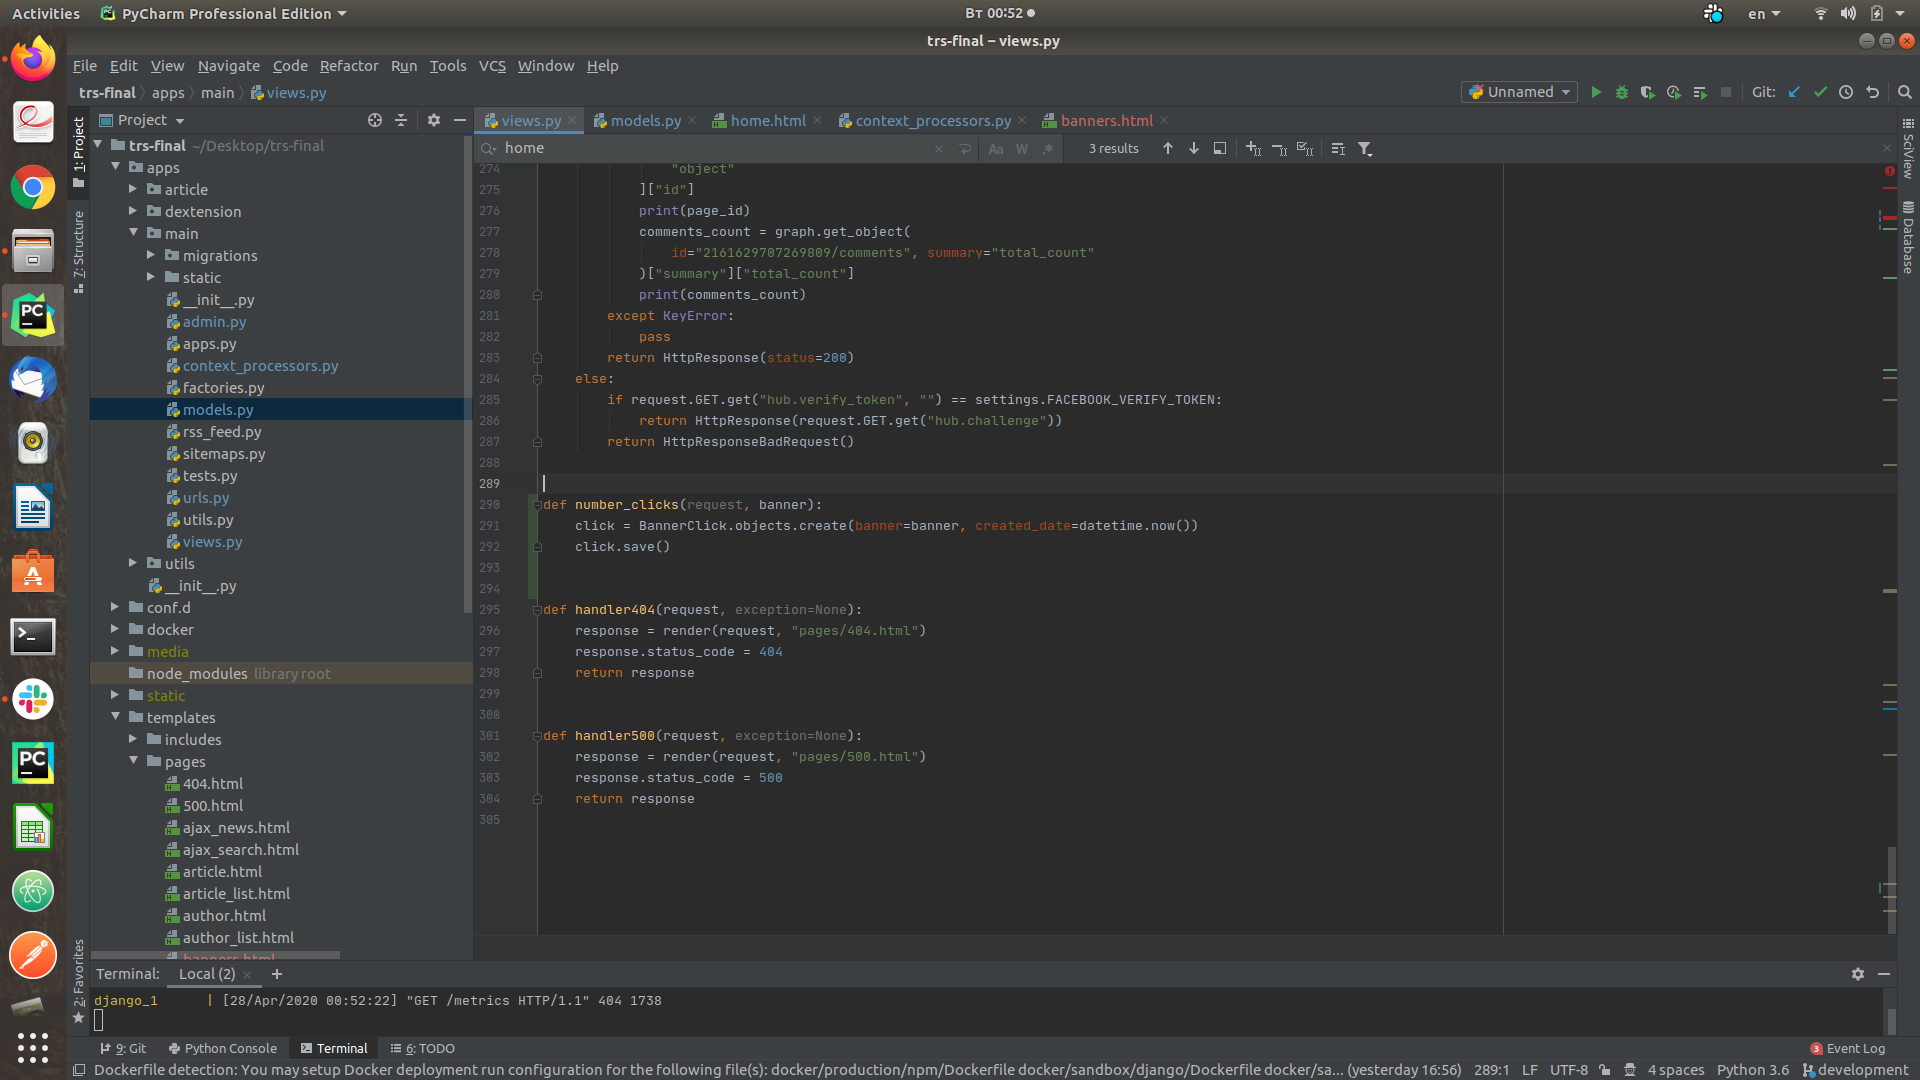 Activities
PyCharm Professional Edition
Вт 00:52
en
trs-final – views.py
File Edit View Navigate Code Refactor Run Tools VCS Window Help
trs-final apps main views.py
Unnamed
Git:
Project
views.py
models.py
home.html
context_processors.py
banners.html
home
Aa W .*
3 results
1: Project
7: Structure
2: Favorites
SciView
Database
trs-final ~/Desktop/trs-final
apps
article
dextension
main
migrations
static
__init__.py
admin.py
apps.py
context_processors.py
factories.py
models.py
rss_feed.py
sitemaps.py
tests.py
urls.py
utils.py
views.py
utils
__init__.py
conf.d
docker
media
node_modules library root
static
templates
includes
pages
404.html
500.html
ajax_news.html
ajax_search.html
article.html
article_list.html
author.html
author_list.html
banners.html
274 "object"
275 ]["id"]
276 print(page_id)
277 comments_count = graph.get_object(
278 id="2161629707269809/comments", summary="total_count"
279 )["summary"]["total_count"]
280 print(comments_count)
281 except KeyError:
282 pass
283 return HttpResponse(status=200)
284 else:
285 if request.GET.get("hub.verify_token", "") == settings.FACEBOOK_VERIFY_TOKEN:
286 return HttpResponse(request.GET.get("hub.challenge"))
287 return HttpResponseBadRequest()
288
289
290 def number_clicks(request, banner):
291 click = BannerClick.objects.create(banner=banner, created_date=datetime.now())
292 click.save()
293
294
295 def handler404(request, exception=None):
296 response = render(request, "pages/404.html")
297 response.status_code = 404
298 return response
299
300
301 def handler500(request, exception=None):
302 response = render(request, "pages/500.html")
303 response.status_code = 500
304 return response
305
Terminal: Local (2) +
django_1 | [28/Apr/2020 00:52:22] "GET /metrics HTTP/1.1" 404 1738
9: Git
Python Console
Terminal
6: TODO
3 Event Log
Dockerfile detection: You may setup Docker deployment run configuration for the following file(s): docker/production/npm/Dockerfile docker/sandbox/django/Dockerfile docker/sa... (yesterday 16:56) 289:1 LF UTF-8 4 spaces Python 3.6 development